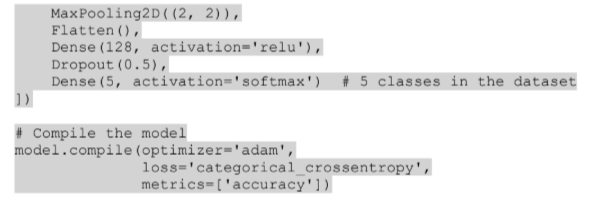 MaxPooling2D((2, 2)),
Flatten(),
Dense(128, activation='relu'),
Dropout(0.5),
Dense(5, activation='softmax')  # 5 classes in the dataset
])
# Compile the model
model.compile(optimizer='adam',
loss='categorical_crossentropy',
metrics=['accuracy'])